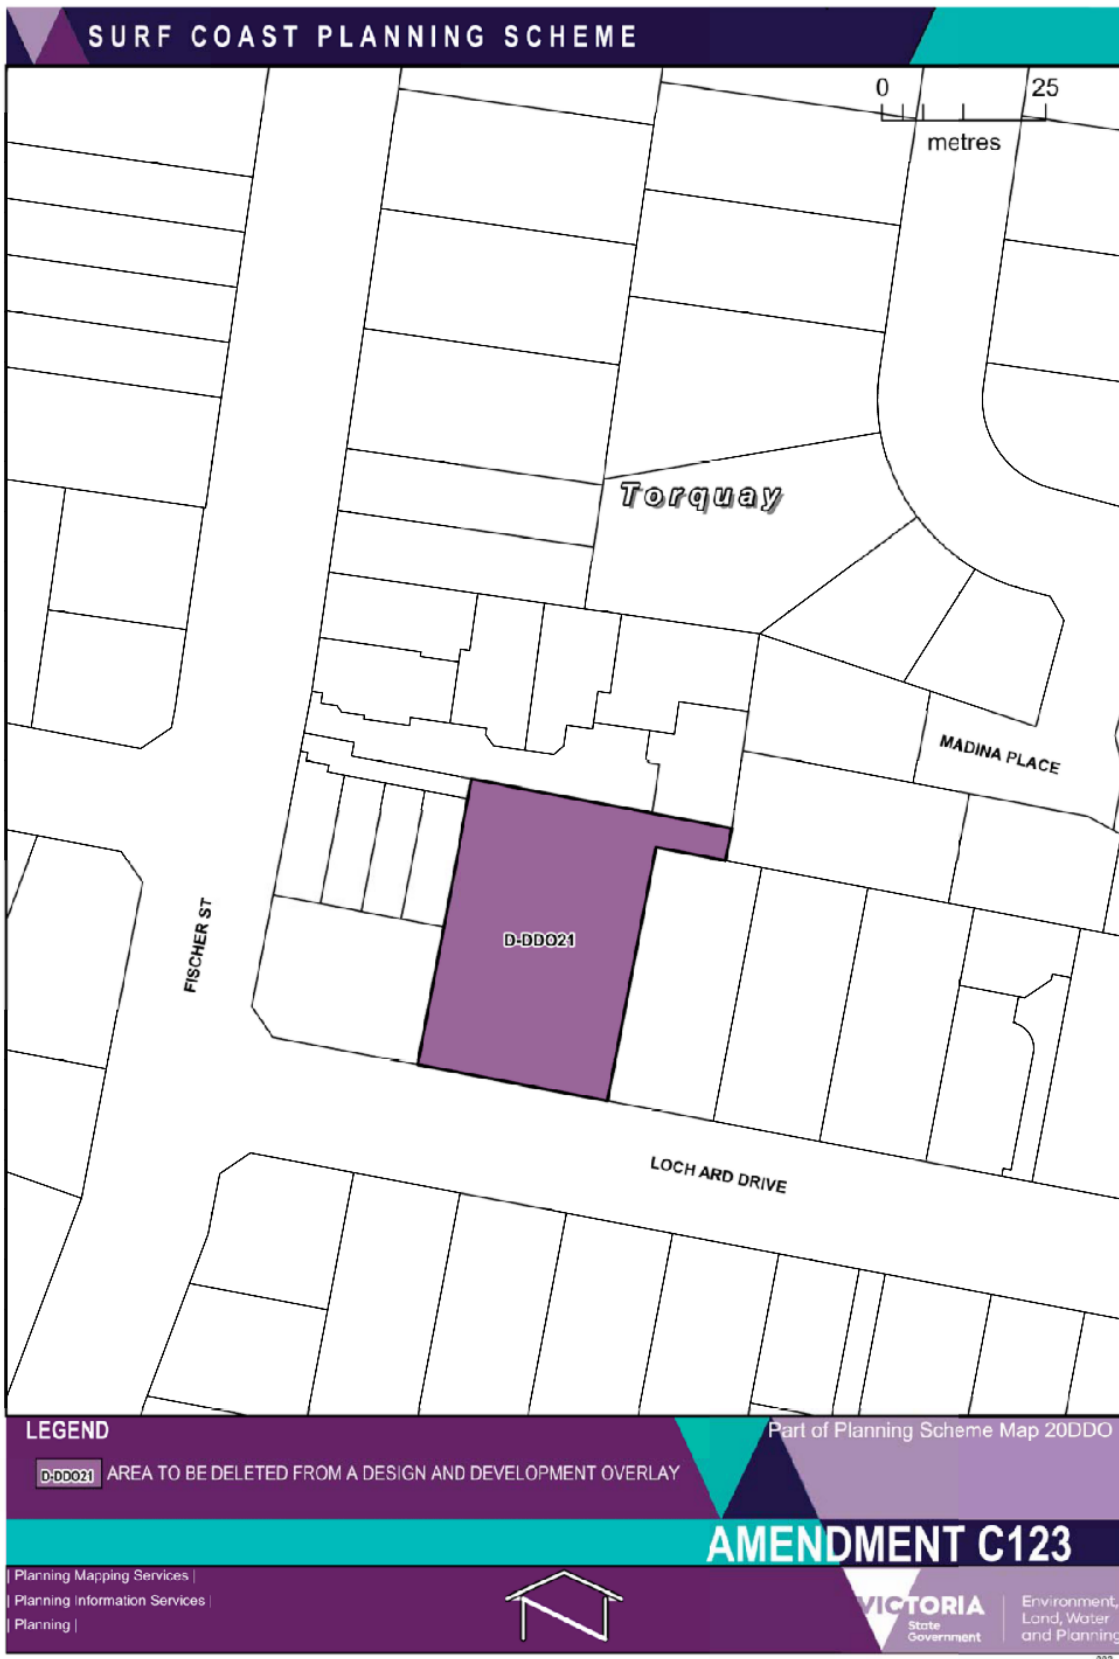 SURF COAST PLANNING SCHEME
0 25
metres
Torquay
MADINA PLACE
D-DDO21
FISCHER ST
LOCH ARD DRIVE
LEGEND
Part of Planning Scheme Map 20DDO
D-DDO21 AREA TO BE DELETED FROM A DESIGN AND DEVELOPMENT OVERLAY
AMENDMENT C123
| Planning Mapping Services |
| Planning Information Services |
| Planning |
VICTORIA
State
Government
Environment,
Land, Water
and Planning